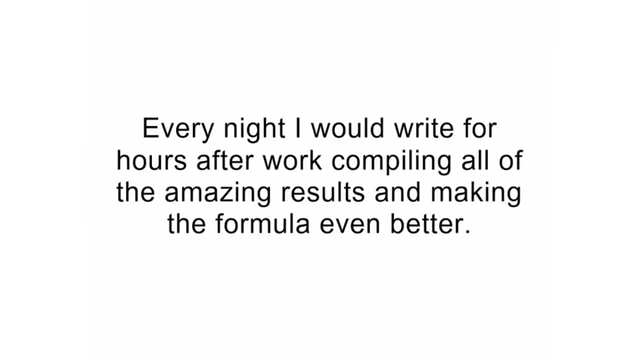 Every night I would write for
hours after work compiling all of
the amazing results and making
the formula even better.